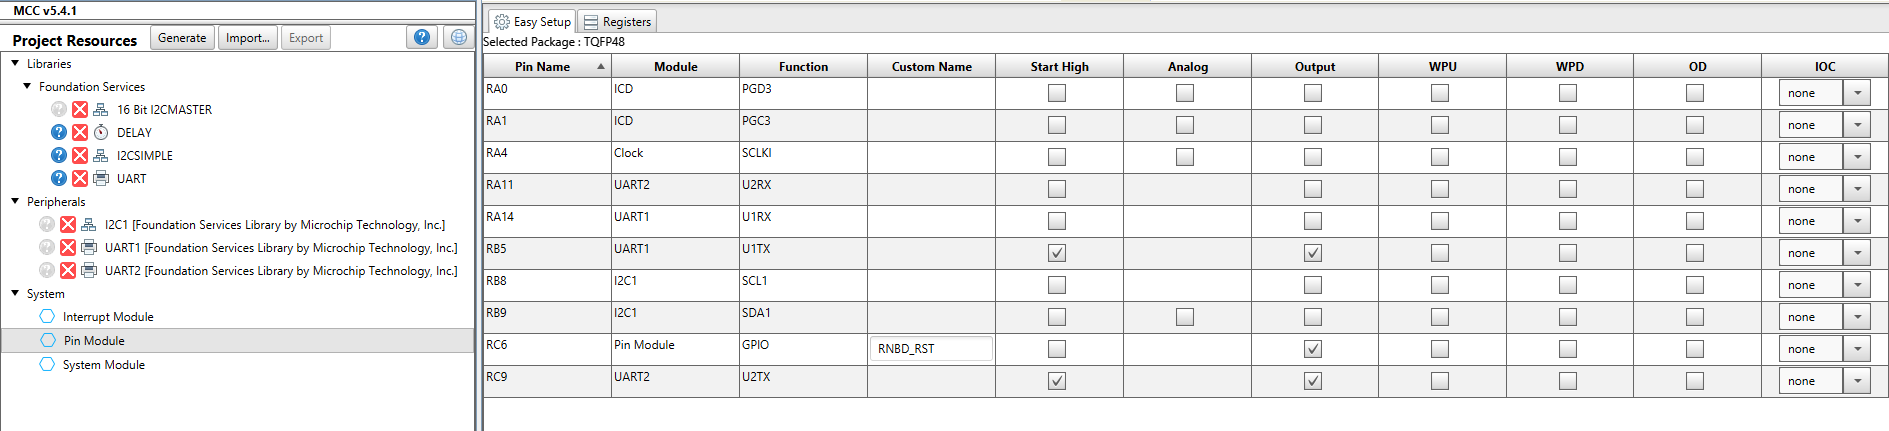 MCC v5.4.1
Project Resources Generate Import... Export ?
Libraries
Foundation Services
? 16 Bit I2CMASTER
? DELAY
? I2CSIMPLE
? UART
Peripherals
? I2C1 [Foundation Services Library by Microchip Technology, Inc.]
? UART1 [Foundation Services Library by Microchip Technology, Inc.]
? UART2 [Foundation Services Library by Microchip Technology, Inc.]
System
Interrupt Module
Pin Module
System Module
Easy Setup Registers
Selected Package : TQFP48
Pin Name Module Function Custom Name Start High Analog Output WPU WPD OD IOC
RA0 ICD PGD3 none
RA1 ICD PGC3 none
RA4 Clock SCLKI none
RA11 UART2 U2RX none
RA14 UART1 U1RX none
RB5 UART1 U1TX none
RB8 I2C1 SCL1 none
RB9 I2C1 SDA1 none
RC6 Pin Module GPIO RNBD_RST none
RC9 UART2 U2TX none